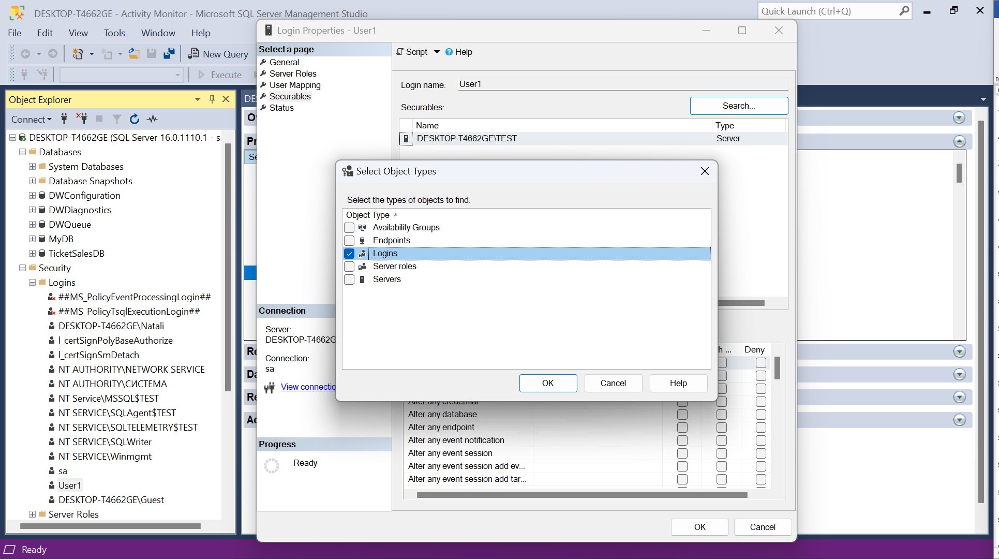 DESKTOP-T4662GE - Activity Monitor - Microsoft SQL Server Management Studio
Quick Launch (Ctrl+Q)
File Edit View Tools Window Help
New Query
Execute
Object Explorer
Connect
DESKTOP-T4662GE (SQL Server 16.0.1110.1 - s
Databases
System Databases
Database Snapshots
DWConfiguration
DWDiagnostics
DWQueue
MyDB
TicketSalesDB
Security
Logins
##MS_PolicyEventProcessingLogin##
##MS_PolicyTsqlExecutionLogin##
DESKTOP-T4662GE\Natali
l_certSignPolyBaseAuthorize
l_certSignSmDetach
NT AUTHORITY\NETWORK SERVICE
NT AUTHORITY\СИСТЕМА
NT Service\MSSQL$TEST
NT SERVICE\SQLAgent$TEST
NT SERVICE\SQLTELEMETRY$TEST
NT SERVICE\SQLWriter
NT SERVICE\Winmgmt
sa
User1
DESKTOP-T4662GE\Guest
Server Roles
Ready
Login Properties - User1
Select a page
General
Server Roles
User Mapping
Securables
Status
Connection
Server:
DESKTOP-T4662G
Connection:
sa
View connectio
Progress
Ready
Script Help
Login name: User1
Securables:
Search...
Name Type
DESKTOP-T4662GE\TEST Server
h ... Deny
Alter any credential
Alter any database
Alter any endpoint
Alter any event notification
Alter any event session
Alter any event session add ev...
Alter any event session add tar...
OK Cancel
Select Object Types
Select the types of objects to find:
Object Type
Availability Groups
Endpoints
Logins
Server roles
Servers
OK Cancel Help